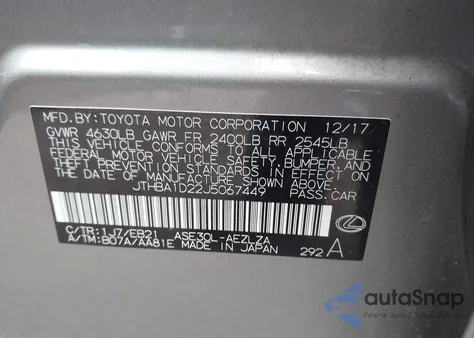 MFD.BY:TOYOTA MOTOR CORPORATION 12/17
GVWR 4630LB GAWR FR 2400LB RR 2545LB
THIS VEHICLE CONFORMS TO ALL APPLICABLE
FEDERAL MOTOR VEHICLE SAFETY, BUMPER, AND
THEFT PREVENTION STANDARDS IN EFFECT ON
THE DATE OF MANUFACTURE SHOWN ABOVE.
JTHBA1D22J5067449 PASS.CAR
C/TR:1J7/EB21 ASE30L-AEZLZA
A/TM:B07A/AA81E MADE IN JAPAN 292 A
autoSnap